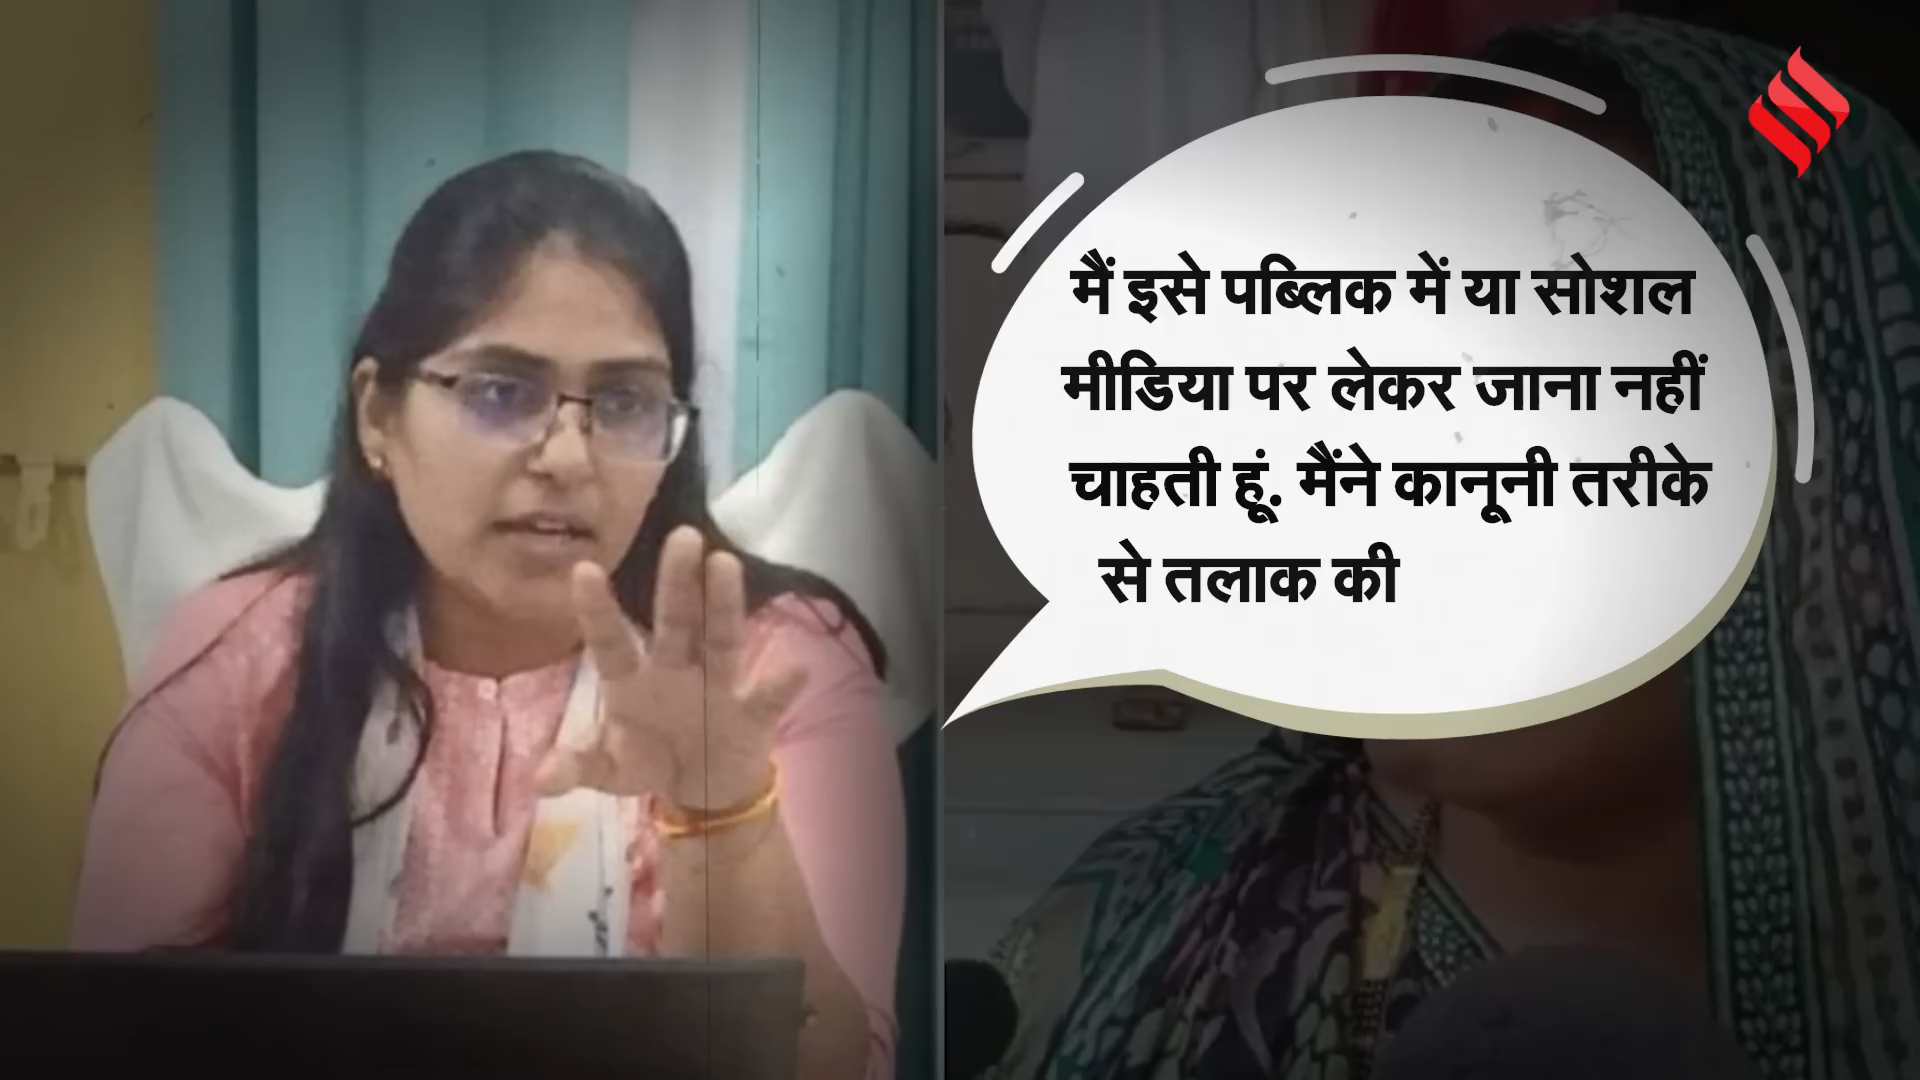 मैं इसे पब्लिक में या सोशल
मीडिया पर लेकर जाना नहीं
चाहती हूं. मैंने कानूनी तरीके
से तलाक की